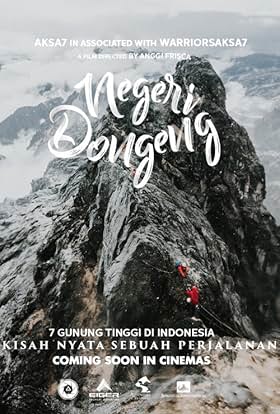 AKSA7 IN ASSOCIATED WITH WARRIORSAKSA7
A FILM DIRECTED BY ANGGI FRISCA
Negeri
Dongeng
7 GUNUNG TINGGI DI INDONESIA
KISAH NYATA SEBUAH PERJALANAN
COMING SOON IN CINEMAS
EIGER